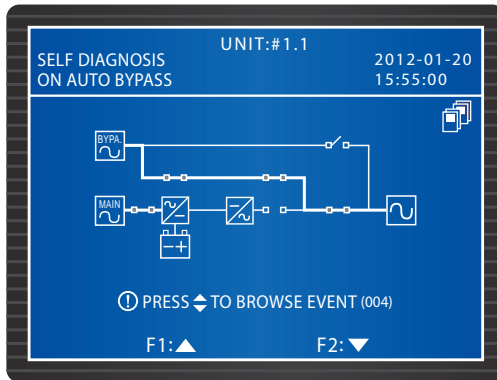 UNIT:#1.1
SELF DIAGNOSIS
2012-01-20
ON AUTO BYPASS
15:55:00
BYPA.
MAIN
PRESS TO BROWSE EVENT (004)
F1: F2: